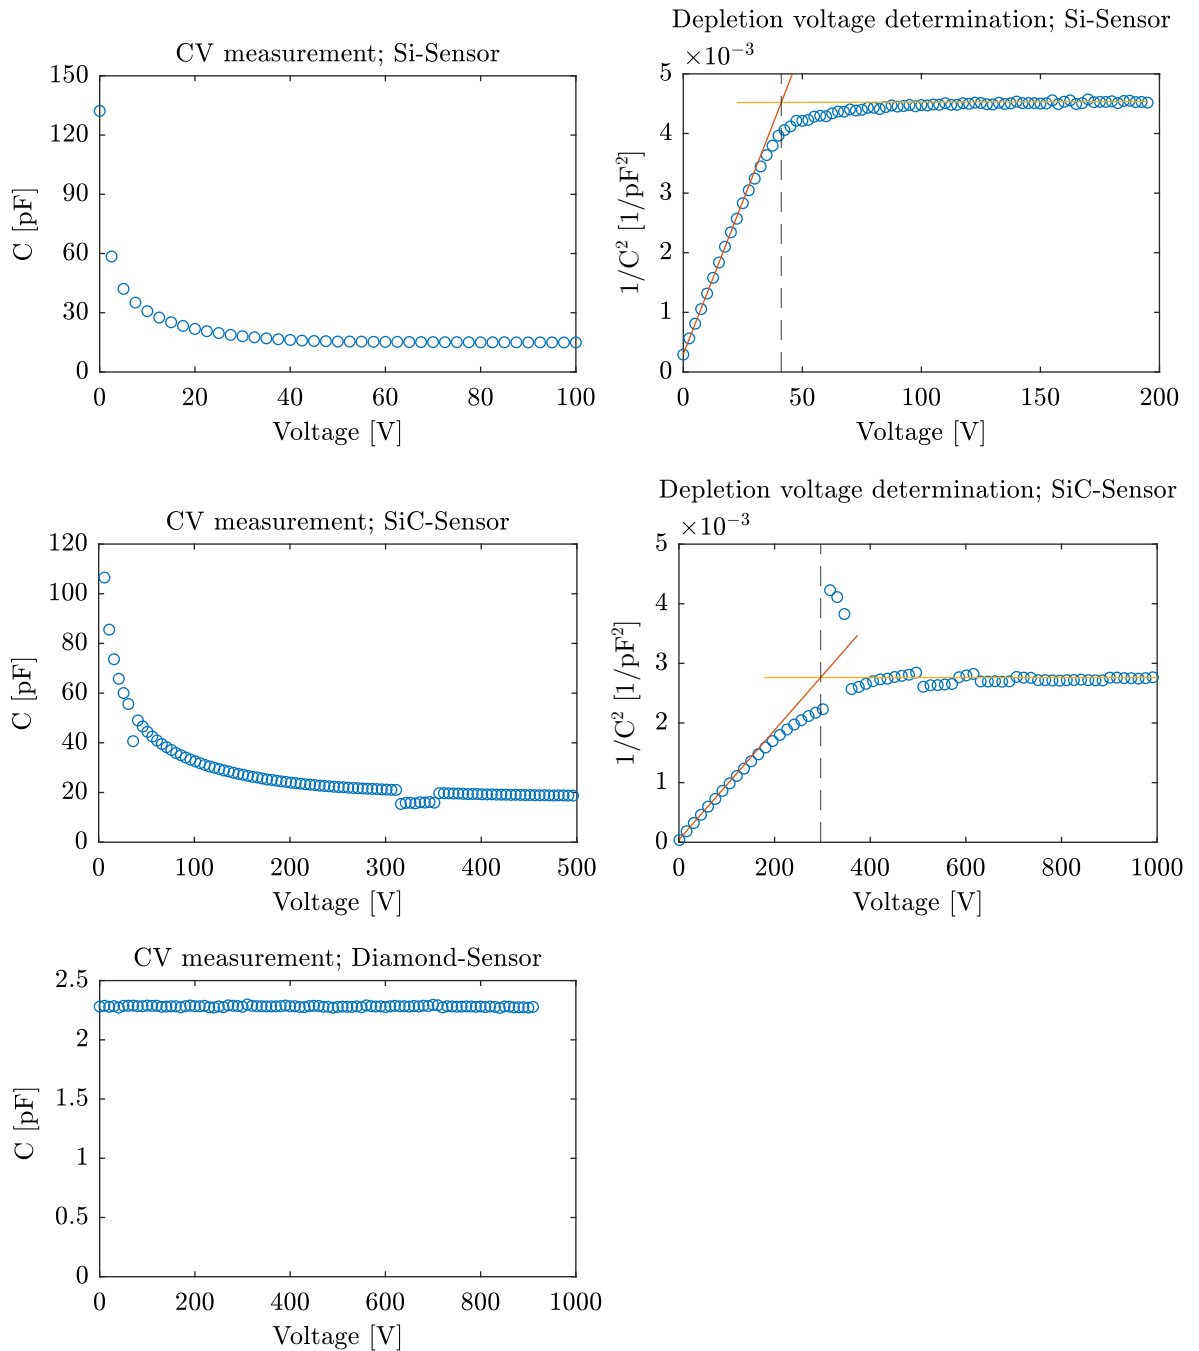 CV measurement; Si-Sensor
150
120
90
60
30
0
C [pF]
0 20 40 60 80 100
Voltage [V]
Depletion voltage determination; Si-Sensor
×10⁻³
5
4
3
2
1
0
1/C² [1/pF²]
0 50 100 150 200
Voltage [V]
CV measurement; SiC-Sensor
120
100
80
60
40
20
0
C [pF]
0 100 200 300 400 500
Voltage [V]
Depletion voltage determination; SiC-Sensor
×10⁻³
5
4
3
2
1
0
1/C² [1/pF²]
0 200 400 600 800 1000
Voltage [V]
CV measurement; Diamond-Sensor
2.5
2
1.5
1
0.5
0
C [pF]
0 200 400 600 800 1000
Voltage [V]